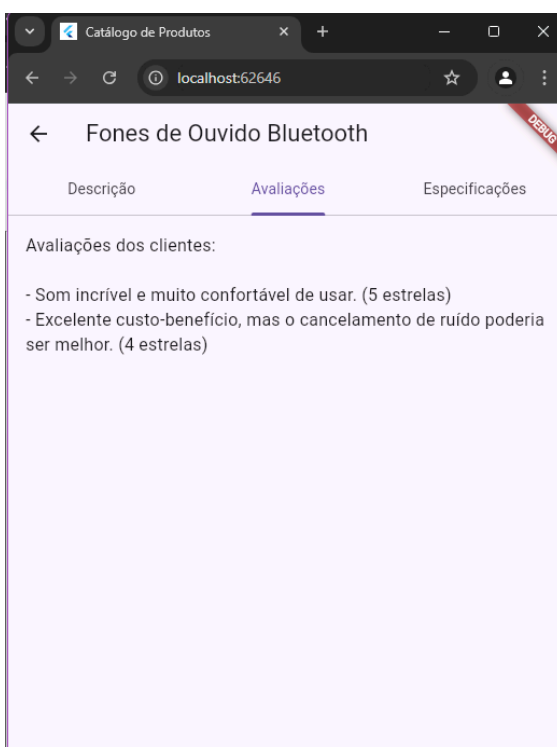 Catálogo de Produtos
localhost:62646
DEBUG
Fones de Ouvido Bluetooth
Descrição Avaliações Especificações
Avaliações dos clientes:
- Som incrível e muito confortável de usar. (5 estrelas)
- Excelente custo-benefício, mas o cancelamento de ruído poderia
ser melhor. (4 estrelas)